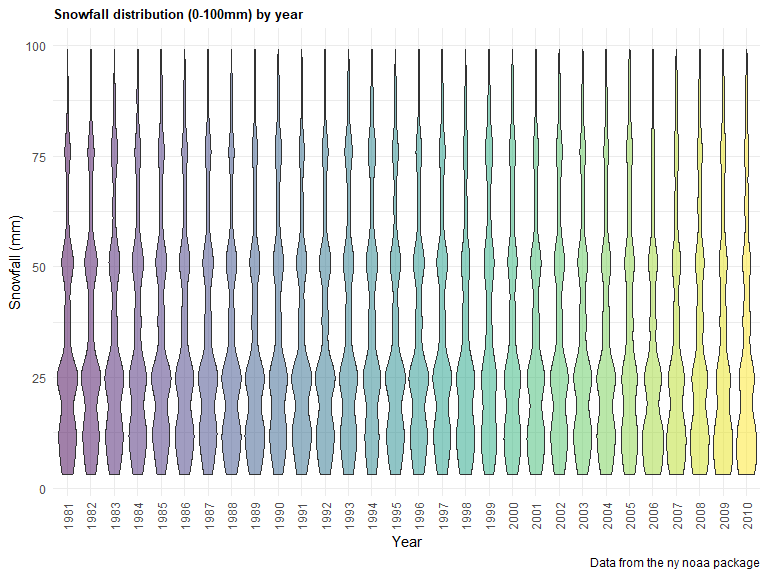 Snowfall distribution (0-100mm) by year
100
75
50
25
0
Snowfall (mm)
1981 1982 1983 1984 1985 1986 1987 1988 1989 1990 1991 1992 1993 1994 1995 1996 1997 1998 1999 2000 2001 2002 2003 2004 2005 2006 2007 2008 2009 2010
Year
Data from the ny noaa package